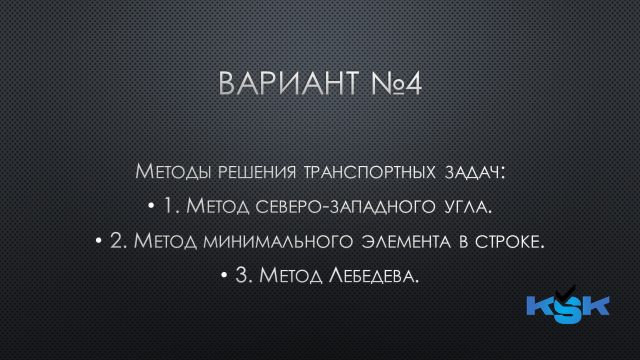 ВАРИАНТ №4
МЕТОДЫ РЕШЕНИЯ ТРАНСПОРТНЫХ ЗАДАЧ:
• 1. МЕТОД СЕВЕРО-ЗАПАДНОГО УГЛА.
• 2. МЕТОД МИНИМАЛЬНОГО ЭЛЕМЕНТА В СТРОКЕ.
• 3. МЕТОД ЛЕБЕДЕВА.
KSK